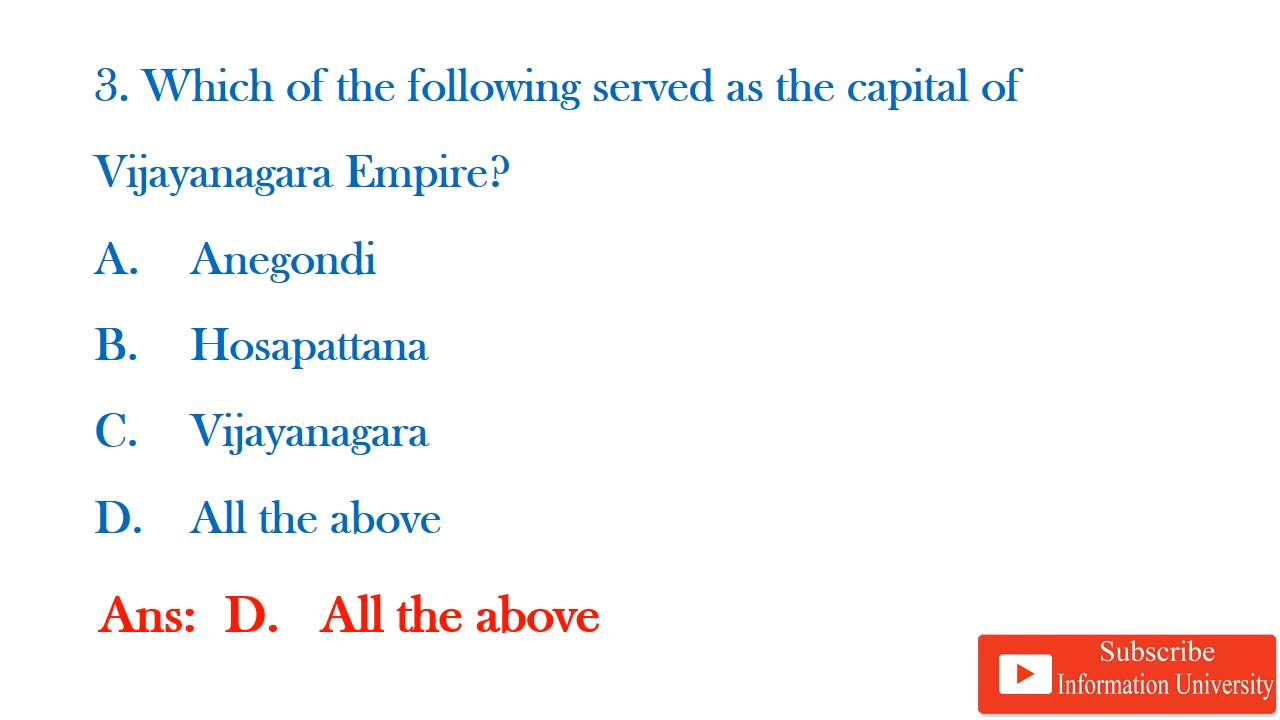 3. Which of the following served as the capital of
Vijayanagara Empire?
A. Anegondi
B. Hosapattana
C. Vijayanagara
D. All the above
Ans: D. All the above
Subscribe
Information University